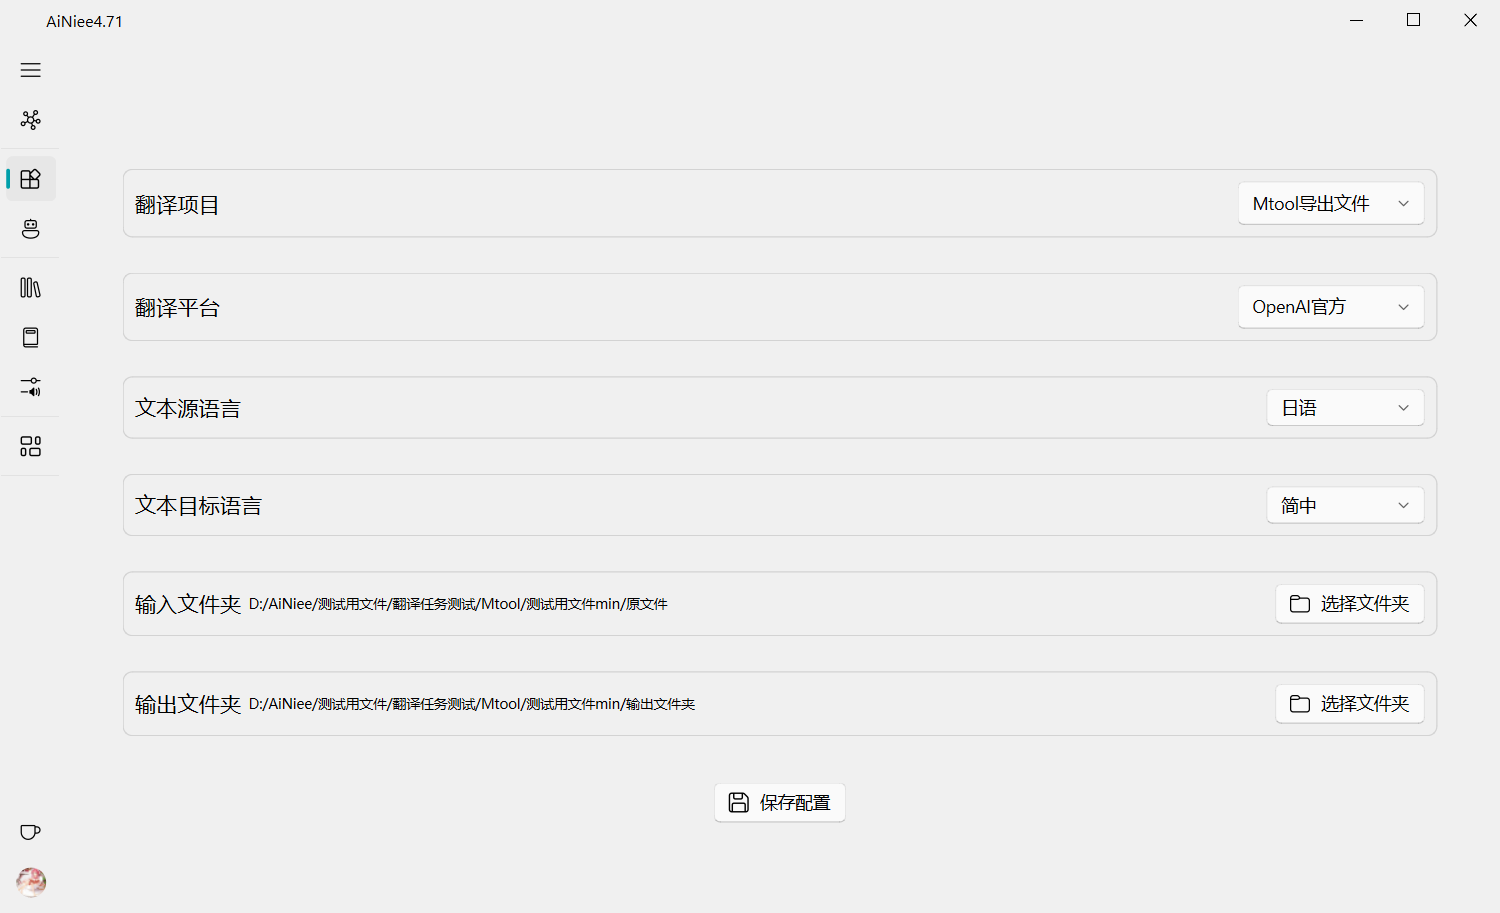 AiNiee4.71
翻译项目
Mtool导出文件
翻译平台
OpenAI官方
文本源语言
日语
文本目标语言
简中
输入文件夹 D:/AiNiee/测试用文件/翻译任务测试/Mtool/测试用文件min/原文件
选择文件夹
输出文件夹 D:/AiNiee/测试用文件/翻译任务测试/Mtool/测试用文件min/输出文件夹
选择文件夹
保存配置